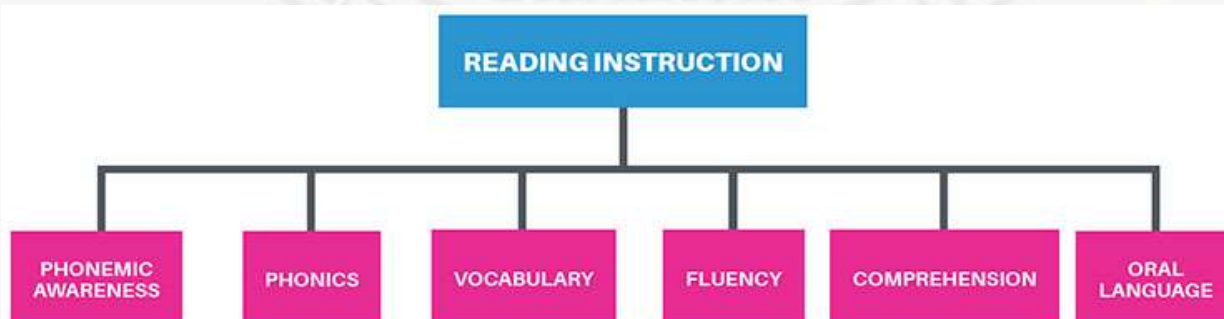 READING INSTRUCTION
PHONEMIC
AWARENESS
PHONICS
VOCABULARY
FLUENCY
COMPREHENSION
ORAL
LANGUAGE